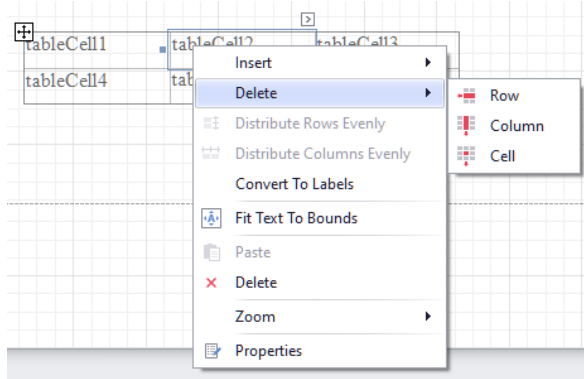 tableCell1 tableCell2 tableCell3
tableCell4
Insert
Delete
Row
Distribute Rows Evenly
Column
Distribute Columns Evenly
Cell
Convert To Labels
Fit Text To Bounds
Paste
Delete
Zoom
Properties